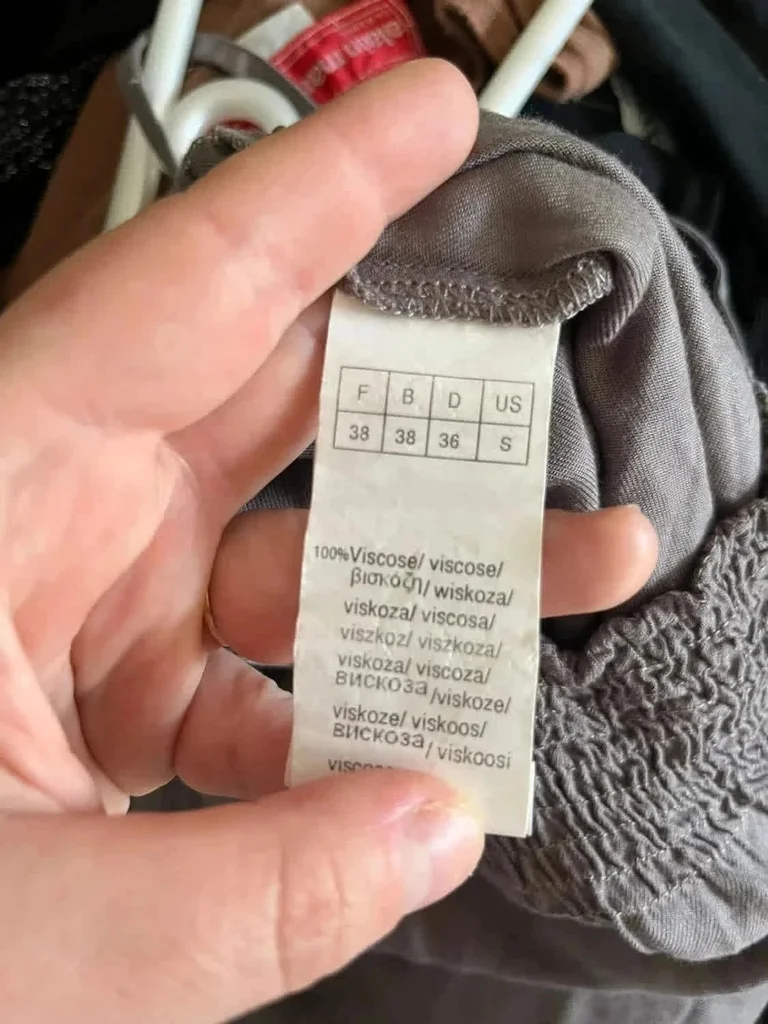 F B D US
38 38 36 S
100%Viscose/ viscose/
βισκόζη/ wiskoza/
viskoza/ viscosa/
viszkoz/ viszkoza/
viskoza/ viscoza/
вискоза/viskoze/
viskoze/ viskoos/
вискоза/ viskoosi